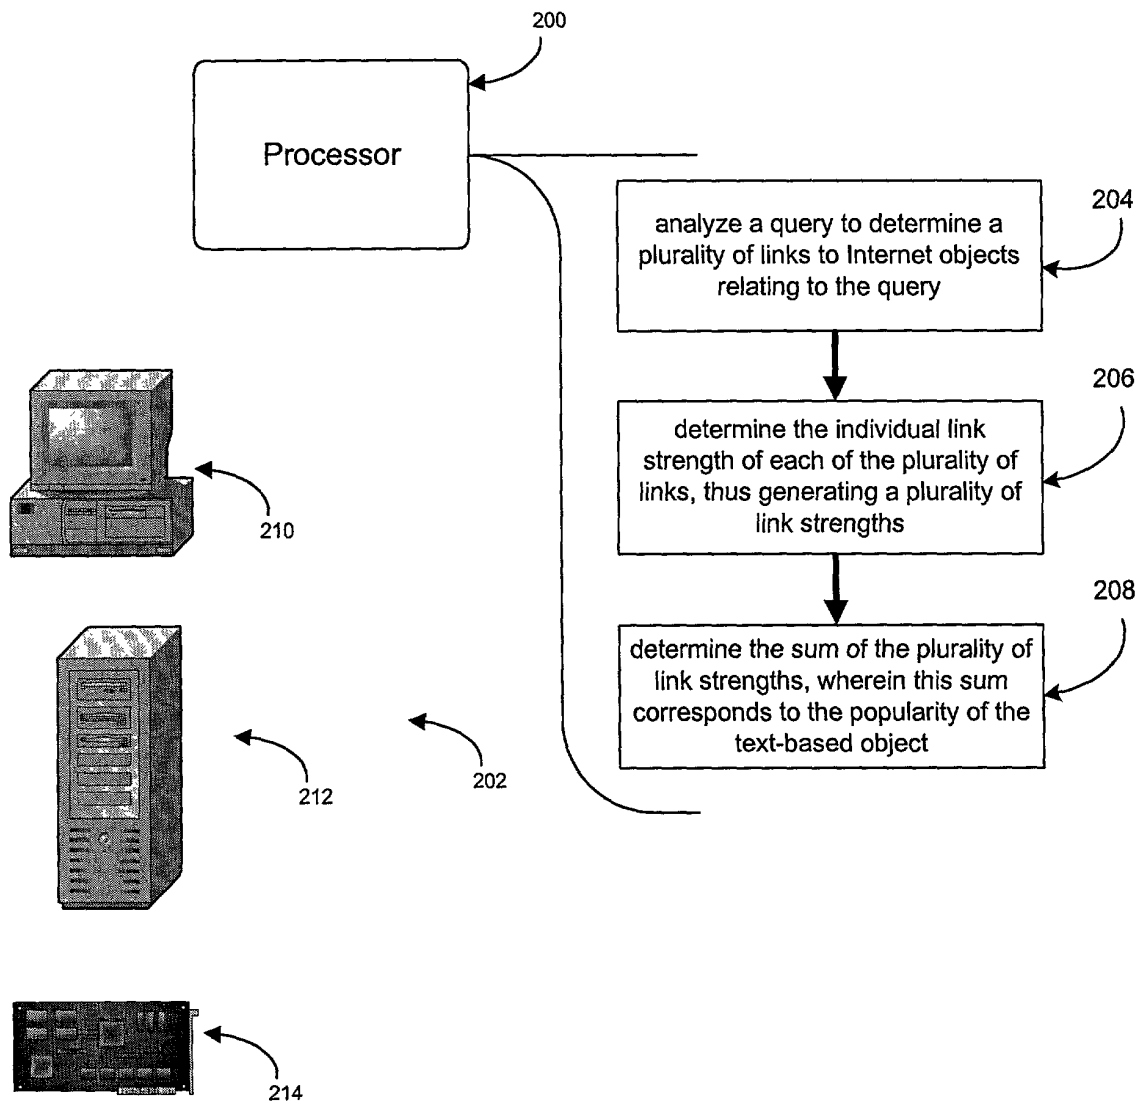 200
Processor
204
analyze a query to determine a
plurality of links to Internet objects
relating to the query
206
determine the individual link
strength of each of the plurality of
links, thus generating a plurality of
link strengths
210
208
determine the sum of the plurality of
link strengths, wherein this sum
corresponds to the popularity of the
text-based object
212
202
214